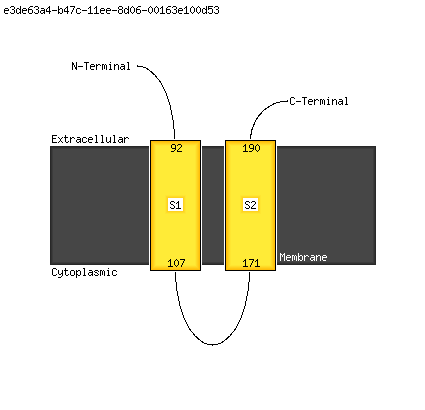 e3de63a4-b47c-11ee-8d06-00163e100d53
N-Terminal
C-Terminal
Extracellular
92 190
S1 S2
107 171
Membrane
Cytoplasmic